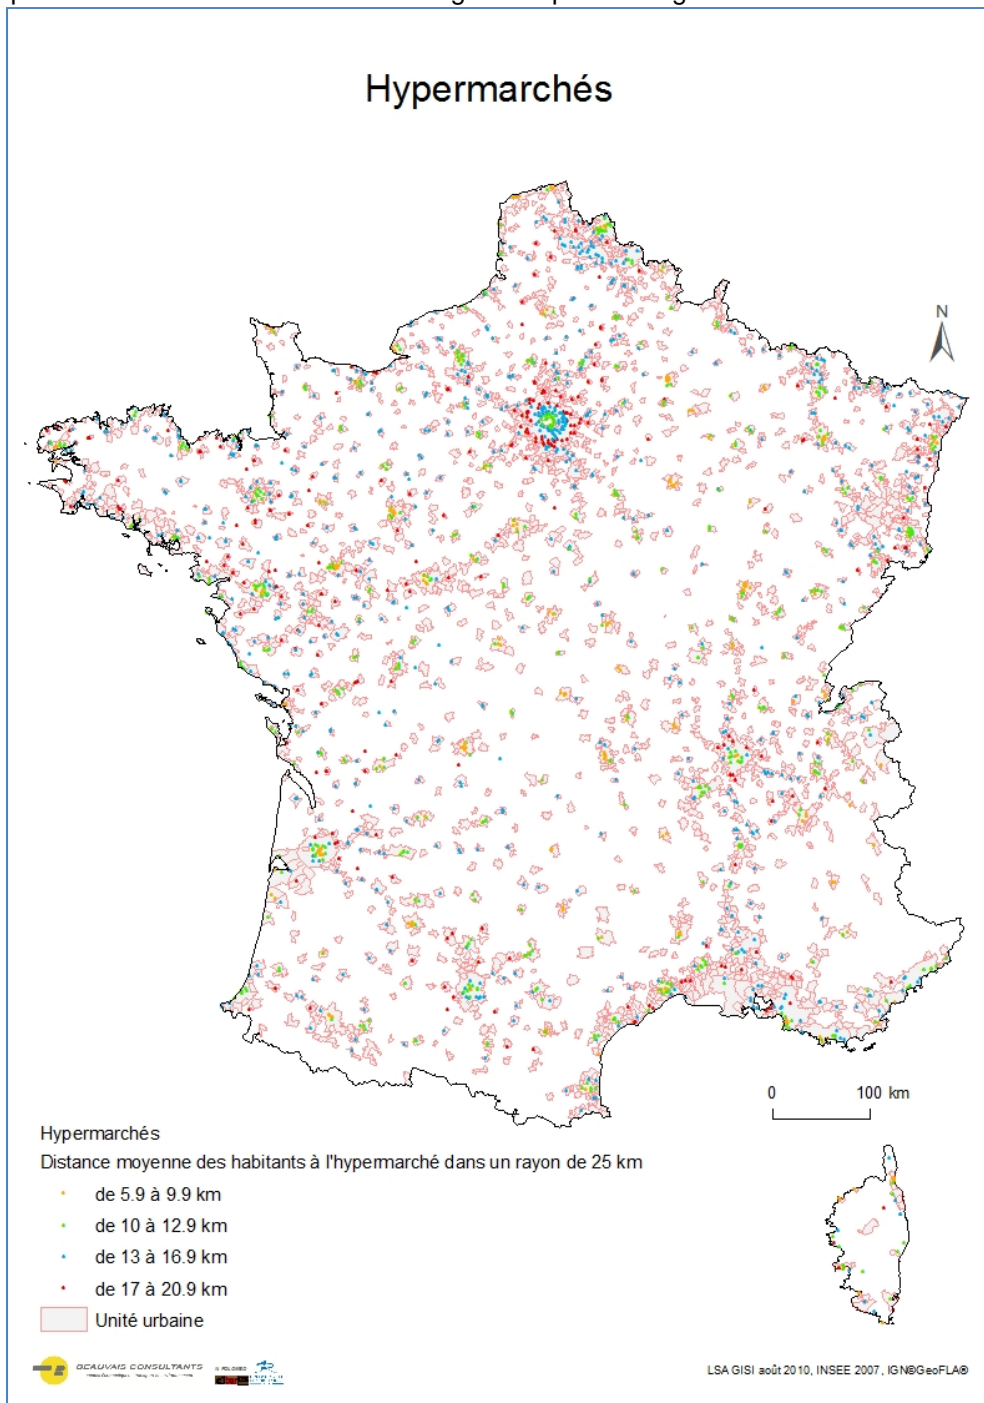 Hypermarchés
N
0 100 km
Hypermarchés
Distance moyenne des habitants à l'hypermarché dans un rayon de 25 km
de 5.9 à 9.9 km
de 10 à 12.9 km
de 13 à 16.9 km
de 17 à 20.9 km
Unité urbaine
BEAUVAIS CONSULTANTS
LSA GISI août 2010, INSEE 2007, IGN®GeoFLA®